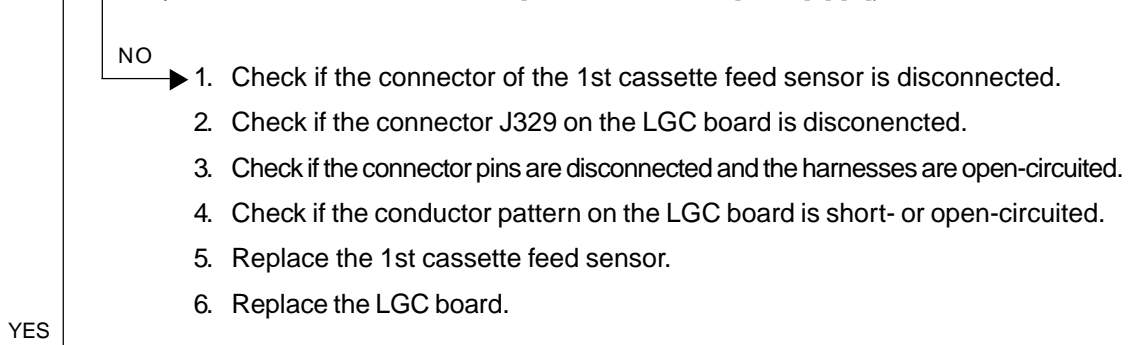 NO
1. Check if the connector of the 1st cassette feed sensor is disconnected.
2. Check if the connector J329 on the LGC board is disconencted.
3. Check if the connector pins are disconnected and the harnesses are open-circuited.
4. Check if the conductor pattern on the LGC board is short- or open-circuited.
5. Replace the 1st cassette feed sensor.
6. Replace the LGC board.
YES